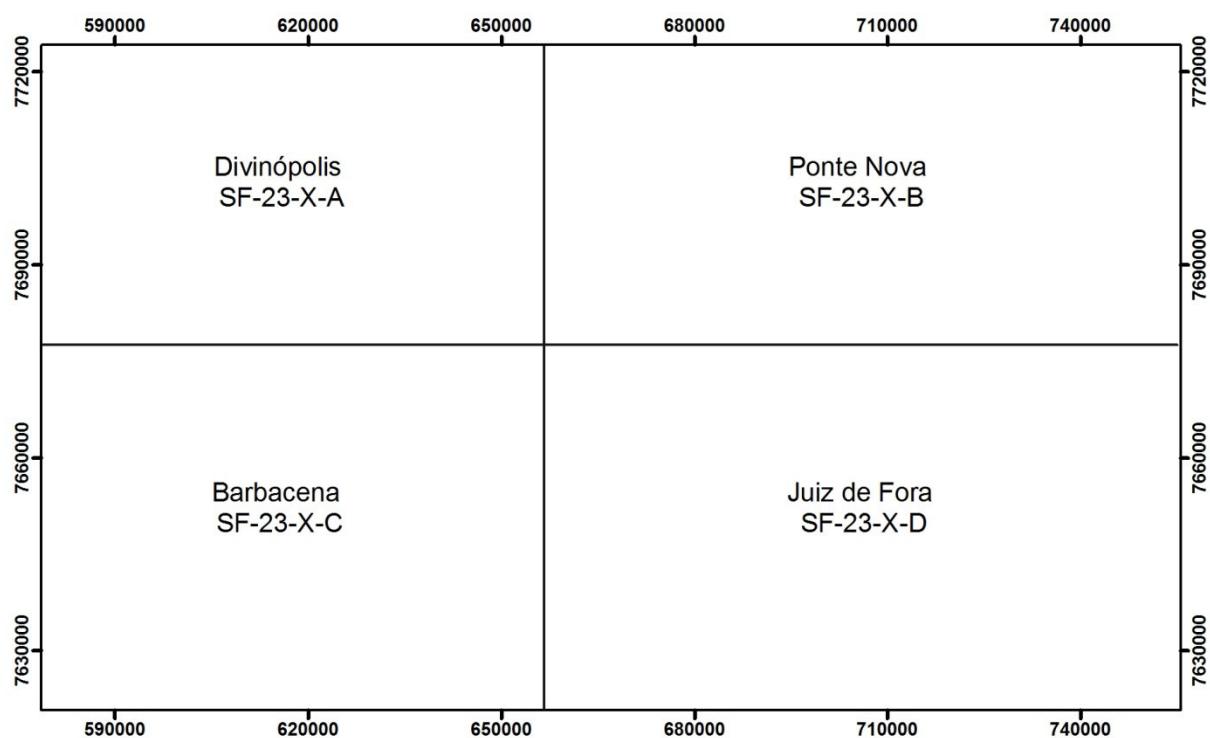 590000 620000 650000 680000 710000 740000
7720000 7720000
Divinópolis Ponte Nova
SF-23-X-A SF-23-X-B
7690000 7690000
7660000 7660000
Barbacena Juiz de Fora
SF-23-X-C SF-23-X-D
7630000 7630000
590000 620000 650000 680000 710000 740000